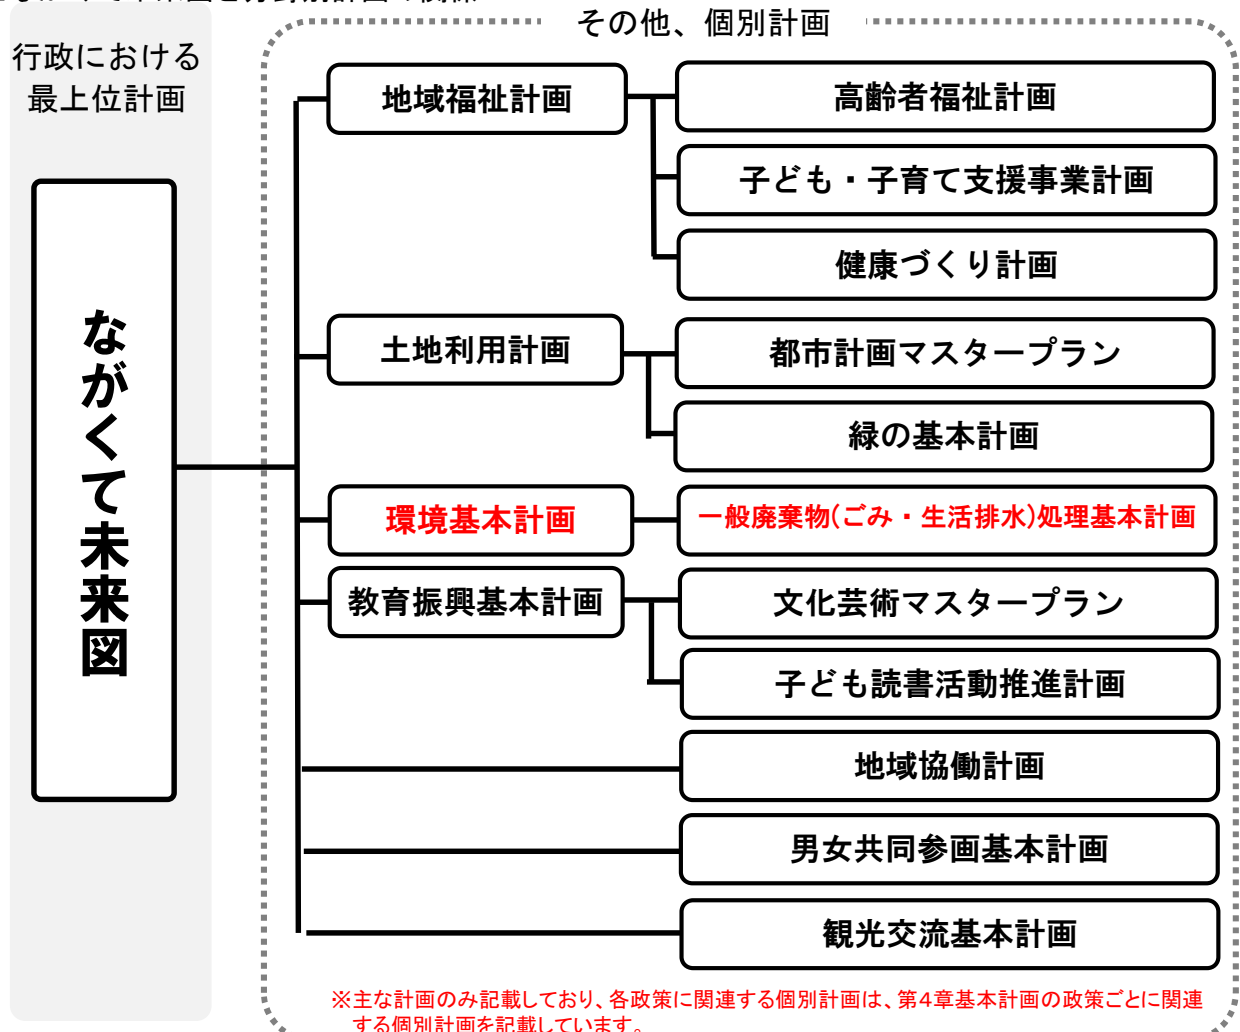 その他、個別計画
行政における
最上位計画
ながくて未来図
地域福祉計画
高齢者福祉計画
子ども・子育て支援事業計画
健康づくり計画
土地利用計画
都市計画マスタープラン
緑の基本計画
環境基本計画
一般廃棄物(ごみ・生活排水)処理基本計画
教育振興基本計画
文化芸術マスタープラン
子ども読書活動推進計画
地域協働計画
男女共同参画基本計画
観光交流基本計画
※主な計画のみ記載しており、各政策に関連する個別計画は、第4章基本計画の政策ごとに関連
する個別計画を記載しています。